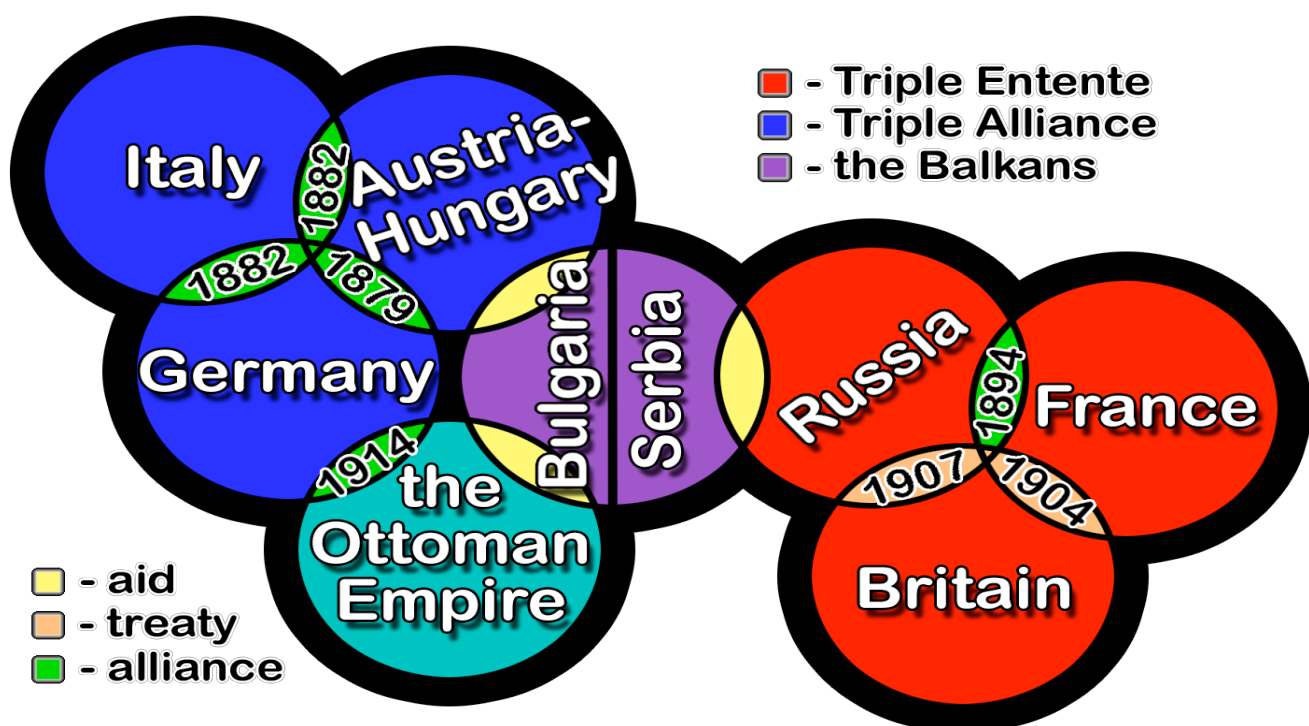 - Triple Entente
- Triple Alliance
- the Balkans
Italy
1882
Austria-
Hungary
1882
1879
Germany
Bulgaria
Serbia
Russia
1894
France
1914
the
Ottoman
Empire
1907
1904
Britain
- aid
- treaty
- alliance